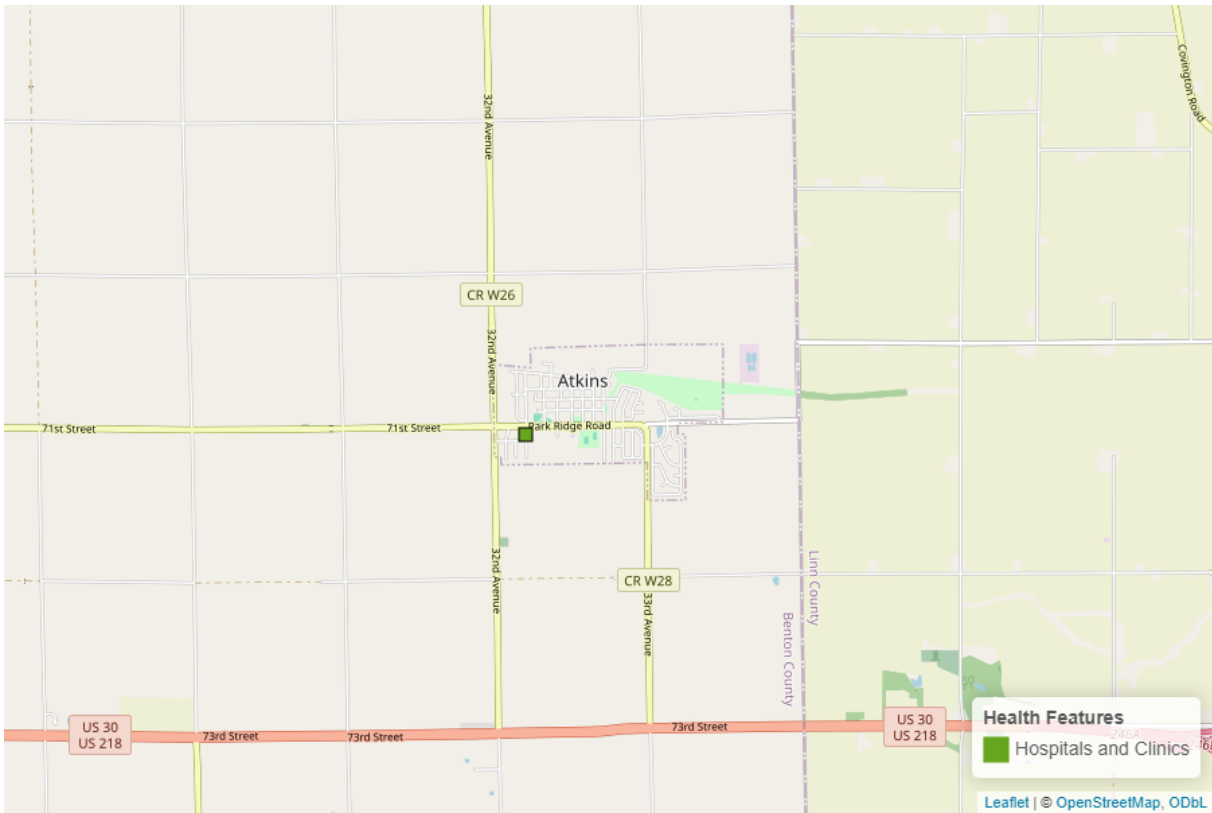 Covington Road
32nd Avenue
CR W26
32nd Avenue
Atkins
71st Street
71st Street
Park Ridge Road
32nd Avenue
CR W28
33rd Avenue
Linn County
Benton County
US 30
US 218
73rd Street
73rd Street
73rd Street
US 30
US 218
246A
Health Features
Hospitals and Clinics
Leaflet | © OpenStreetMap, ODbL